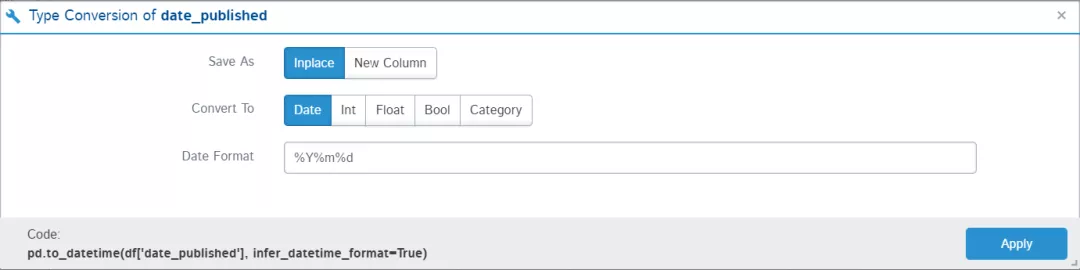 Type Conversion of date_published ×
Save As Inplace New Column
Convert To Date Int Float Bool Category
Date Format %Y%m%d
Code:
pd.to_datetime(df['date_published'], infer_datetime_format=True)
Apply